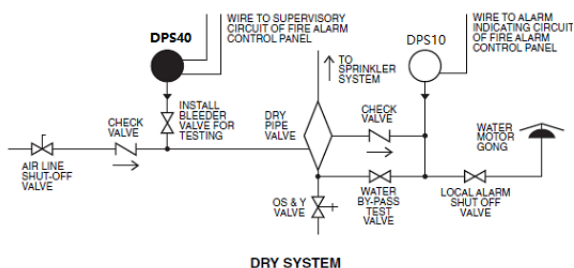 WIRE TO SUPERVISORY
CIRCUIT OF FIRE ALARM
CONTROL PANEL
DPS40
WIRE TO ALARM
INDICATING CIRCUIT
OF FIRE ALARM
CONTROL PANEL
DPS10
TO
SPRINKLER
SYSTEM
INSTALL
BLEEDER
VALVE FOR
TESTING
CHECK
VALVE
DRY
PIPE
VALVE
CHECK
VALVE
WATER
MOTOR
GONG
AIR LINE
SHUT-OFF
VALVE
OS & Y
VALVE
WATER
BY-PASS
TEST
VALVE
LOCAL ALARM
SHUT OFF
VALVE
DRY SYSTEM